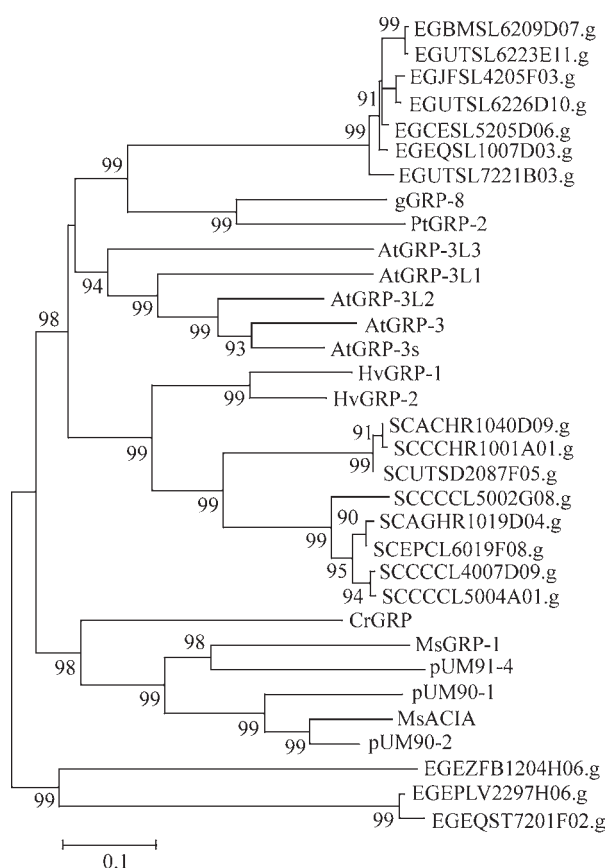 99
EGBMSL6209D07.g
EGUTSL6223E11.g
EGJFSL4205F03.g
91
EGUTSL6226D10.g
EGCESL5205D06.g
99
EGEQSL1007D03.g
99
EGUTSL7221B03.g
gGRP-8
99
PtGRP-2
AtGRP-3L3
94
AtGRP-3L1
99
AtGRP-3L2
98
99
AtGRP-3
93
AtGRP-3s
HvGRP-1
99
HvGRP-2
SCACHR1040D09.g
91
99
SCCCHR1001A01.g
99
SCUTSD2087F05.g
99
SCCCCL5002G08.g
90
SCAGHR1019D04.g
99
SCEPCL6019F08.g
95
SCCCCL4007D09.g
94
SCCCCL5004A01.g
CrGRP
98
98
MsGRP-1
pUM91-4
99
pUM90-1
99
MsACIA
99
pUM90-2
EGEZFB1204H06.g
99
EGEPLV2297H06.g
99
EGEQST7201F02.g
0.1